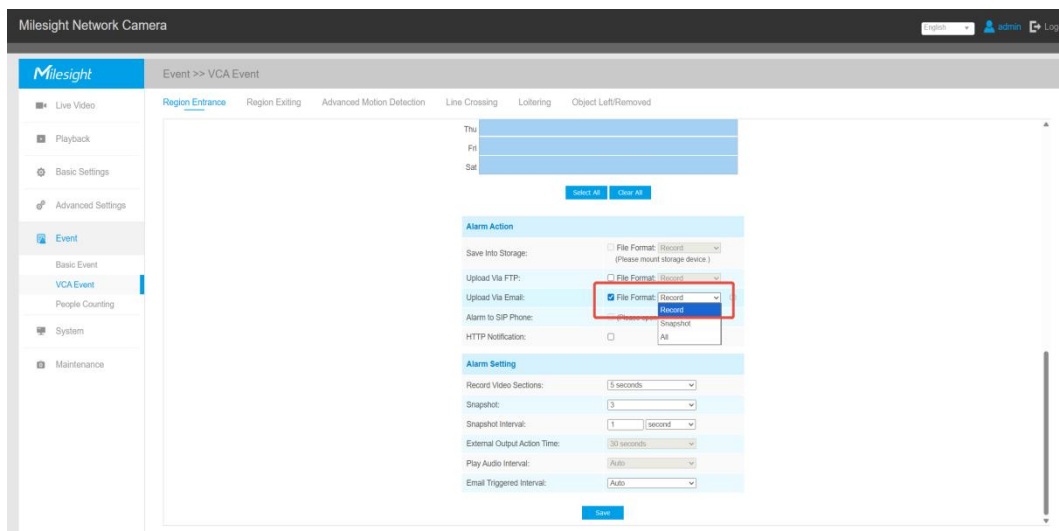 Milesight Network Camera
English
admin
Log
Milesight
Event >> VCA Event
Live Video
Playback
Basic Settings
Advanced Settings
Event
Basic Event
VCA Event
People Counting
System
Maintenance
Region Entrance Region Exiting Advanced Motion Detection Line Crossing Loitering Object Left/Removed
Thu
Fri
Sat
Select All Clear All
Alarm Action
Save Into Storage: File Format: Record
(Please mount storage device.)
Upload Via FTP: File Format: Record
Upload Via Email: File Format: Record
Record
Snapshot
All
Alarm to SIP Phone: (Please
HTTP Notification:
Alarm Setting
Record Video Sections: 5 seconds
Snapshot: 3
Snapshot Interval: 1 second
External Output Action Time: 30 seconds
Play Audio Interval: Auto
Email Triggered Interval: Auto
Save